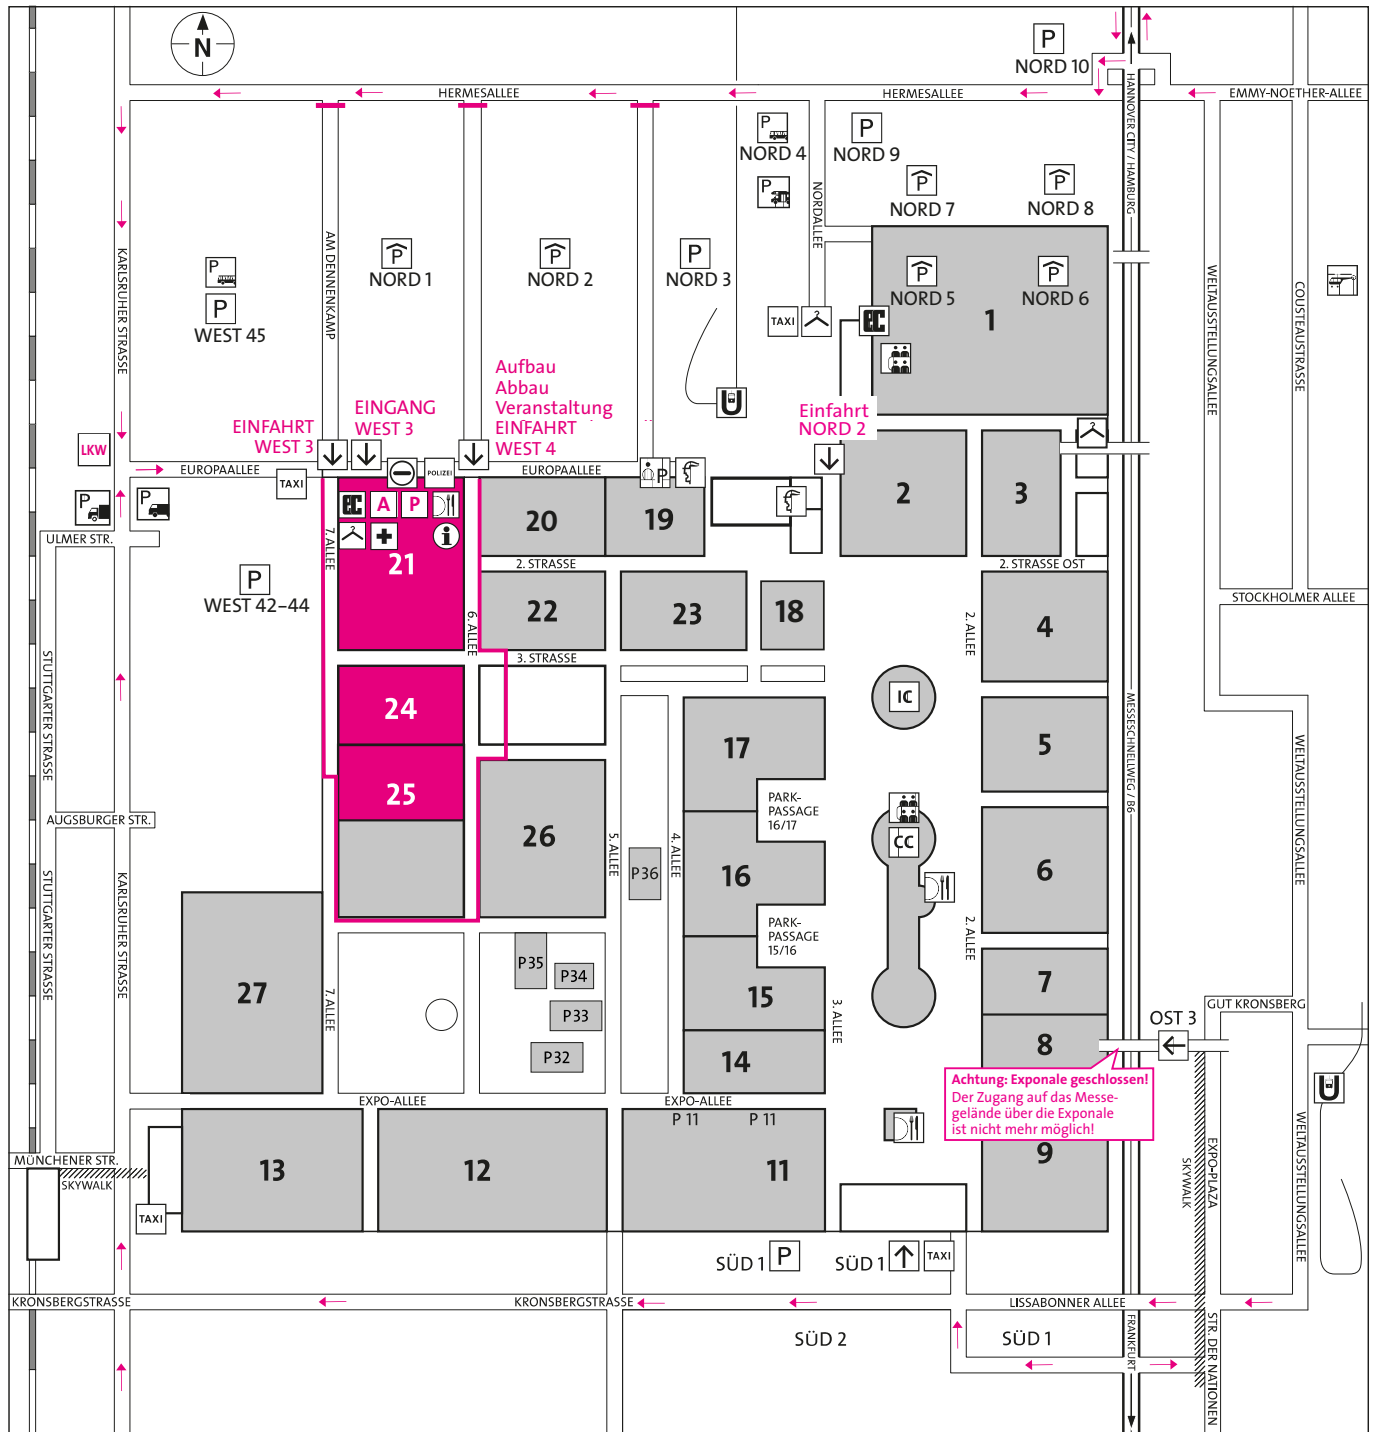 P
NORD 10
N
HERMESALLEE
HERMESALLEE
EMMY-NOETHER-ALLEE
HANNOVER CITY / HAMBURG
P
NORD 4
P
NORD 9
P
P
NORD 7
P
NORD 8
NORDALLEE
KARLSRUHER STRASSE
AM DENNENKAMP
P
P
WEST 45
P
NORD 1
P
NORD 2
P
NORD 3
P
NORD 5
P
NORD 6
1
EC
TAXI
WELTAUSSTELLUNGSALLEE
COUSTEAUSTRASSE
Aufbau
Abbau
Veranstaltung
EINFAHRT
WEST 4
EINGANG
WEST 3
EINFAHRT
WEST 3
U
Einfahrt
NORD 2
LKW
EUROPAALLEE
TAXI
POLIZEI
EUROPAALLEE
P
P
P
EC
A
P
i
21
20
19
2
3
ULMER STR.
7. ALLEE
2. STRASSE
2. STRASSE OST
P
WEST 42–44
22
23
18
6. ALLEE
2. ALLEE
4
STOCKHOLMER ALLEE
3. STRASSE
STUTTGARTER STRASSE
24
IC
17
5
MESSESCHNELLWEG / B6
WELTAUSSTELLUNGSALLEE
25
PARK-
PASSAGE
16/17
AUGSBURGER STR.
26
5. ALLEE
4. ALLEE
CC
P36
16
6
STUTTGARTER STRASSE
KARLSRUHER STRASSE
PARK-
PASSAGE
15/16
2. ALLEE
P35
P34
P33
P32
27
7. ALLEE
15
3. ALLEE
7
14
8
OST 3
GUT KRONSBERG
U
Achtung: Exponale geschlossen!
Der Zugang auf das Messe-
gelände über die Exponale
ist nicht mehr möglich!
EXPO-ALLEE
EXPO-ALLEE
P 11
P 11
13
12
11
9
MÜNCHENER STR.
SKYWALK
SKYWALK
EXPO-PLAZA
WELTAUSSTELLUNGSALLEE
TAXI
SÜD 1
P
SÜD 1
TAXI
KRONSBERGSTRASSE
KRONSBERGSTRASSE
LISSABONNER ALLEE
SÜD 2
SÜD 1
FRANKFURT
STR. DER NATIONEN